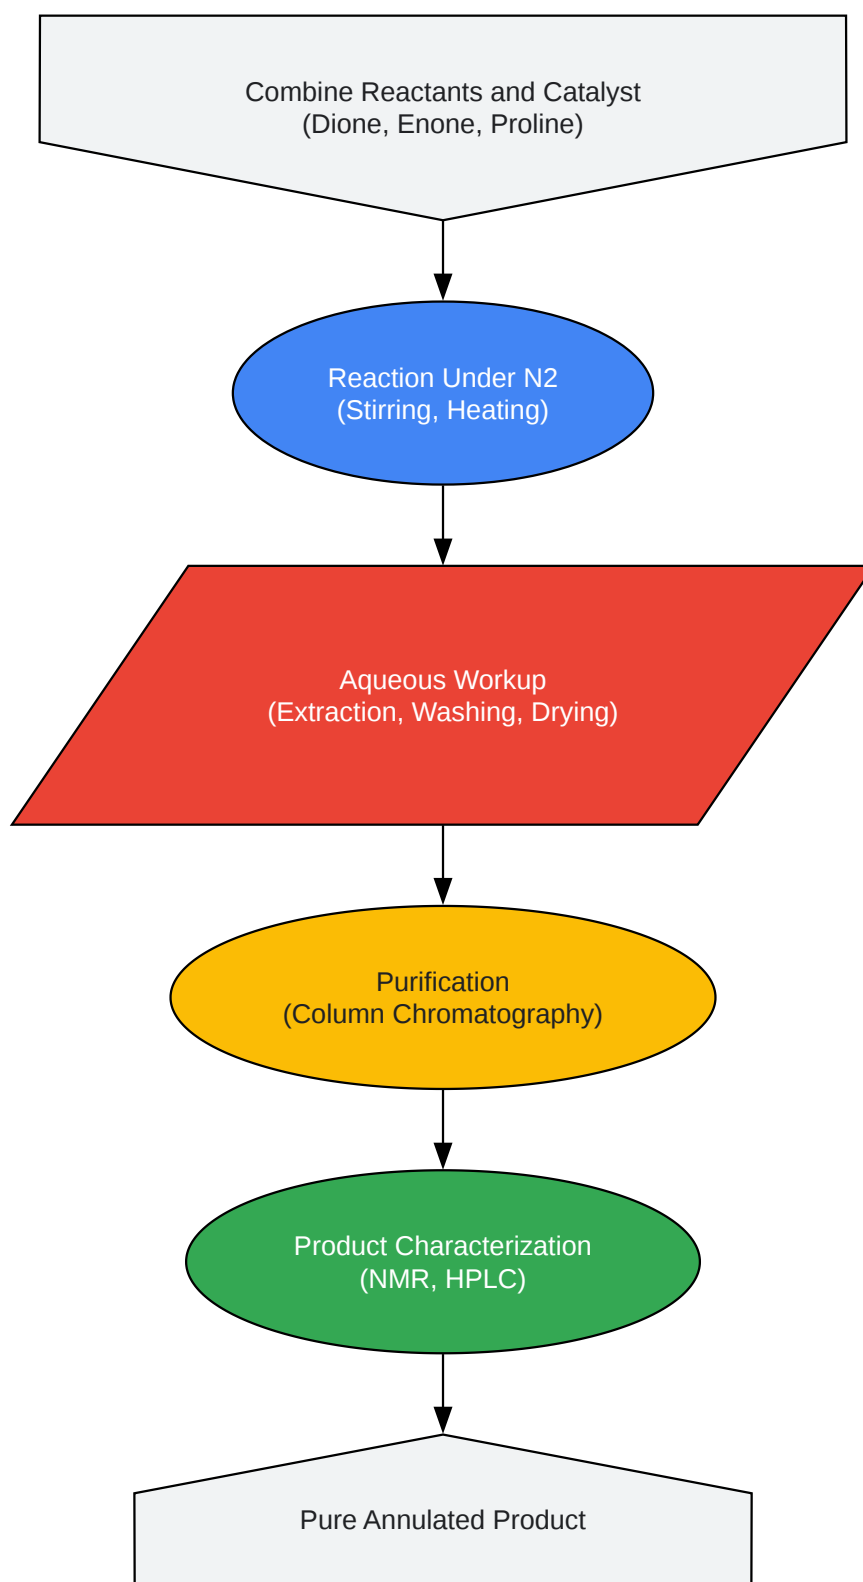 Combine Reactants and Catalyst
(Dione, Enone, Proline)
Reaction Under N2
(Stirring, Heating)
Aqueous Workup
(Extraction, Washing, Drying)
Purification
(Column Chromatography)
Product Characterization
(NMR, HPLC)
Pure Annulated Product